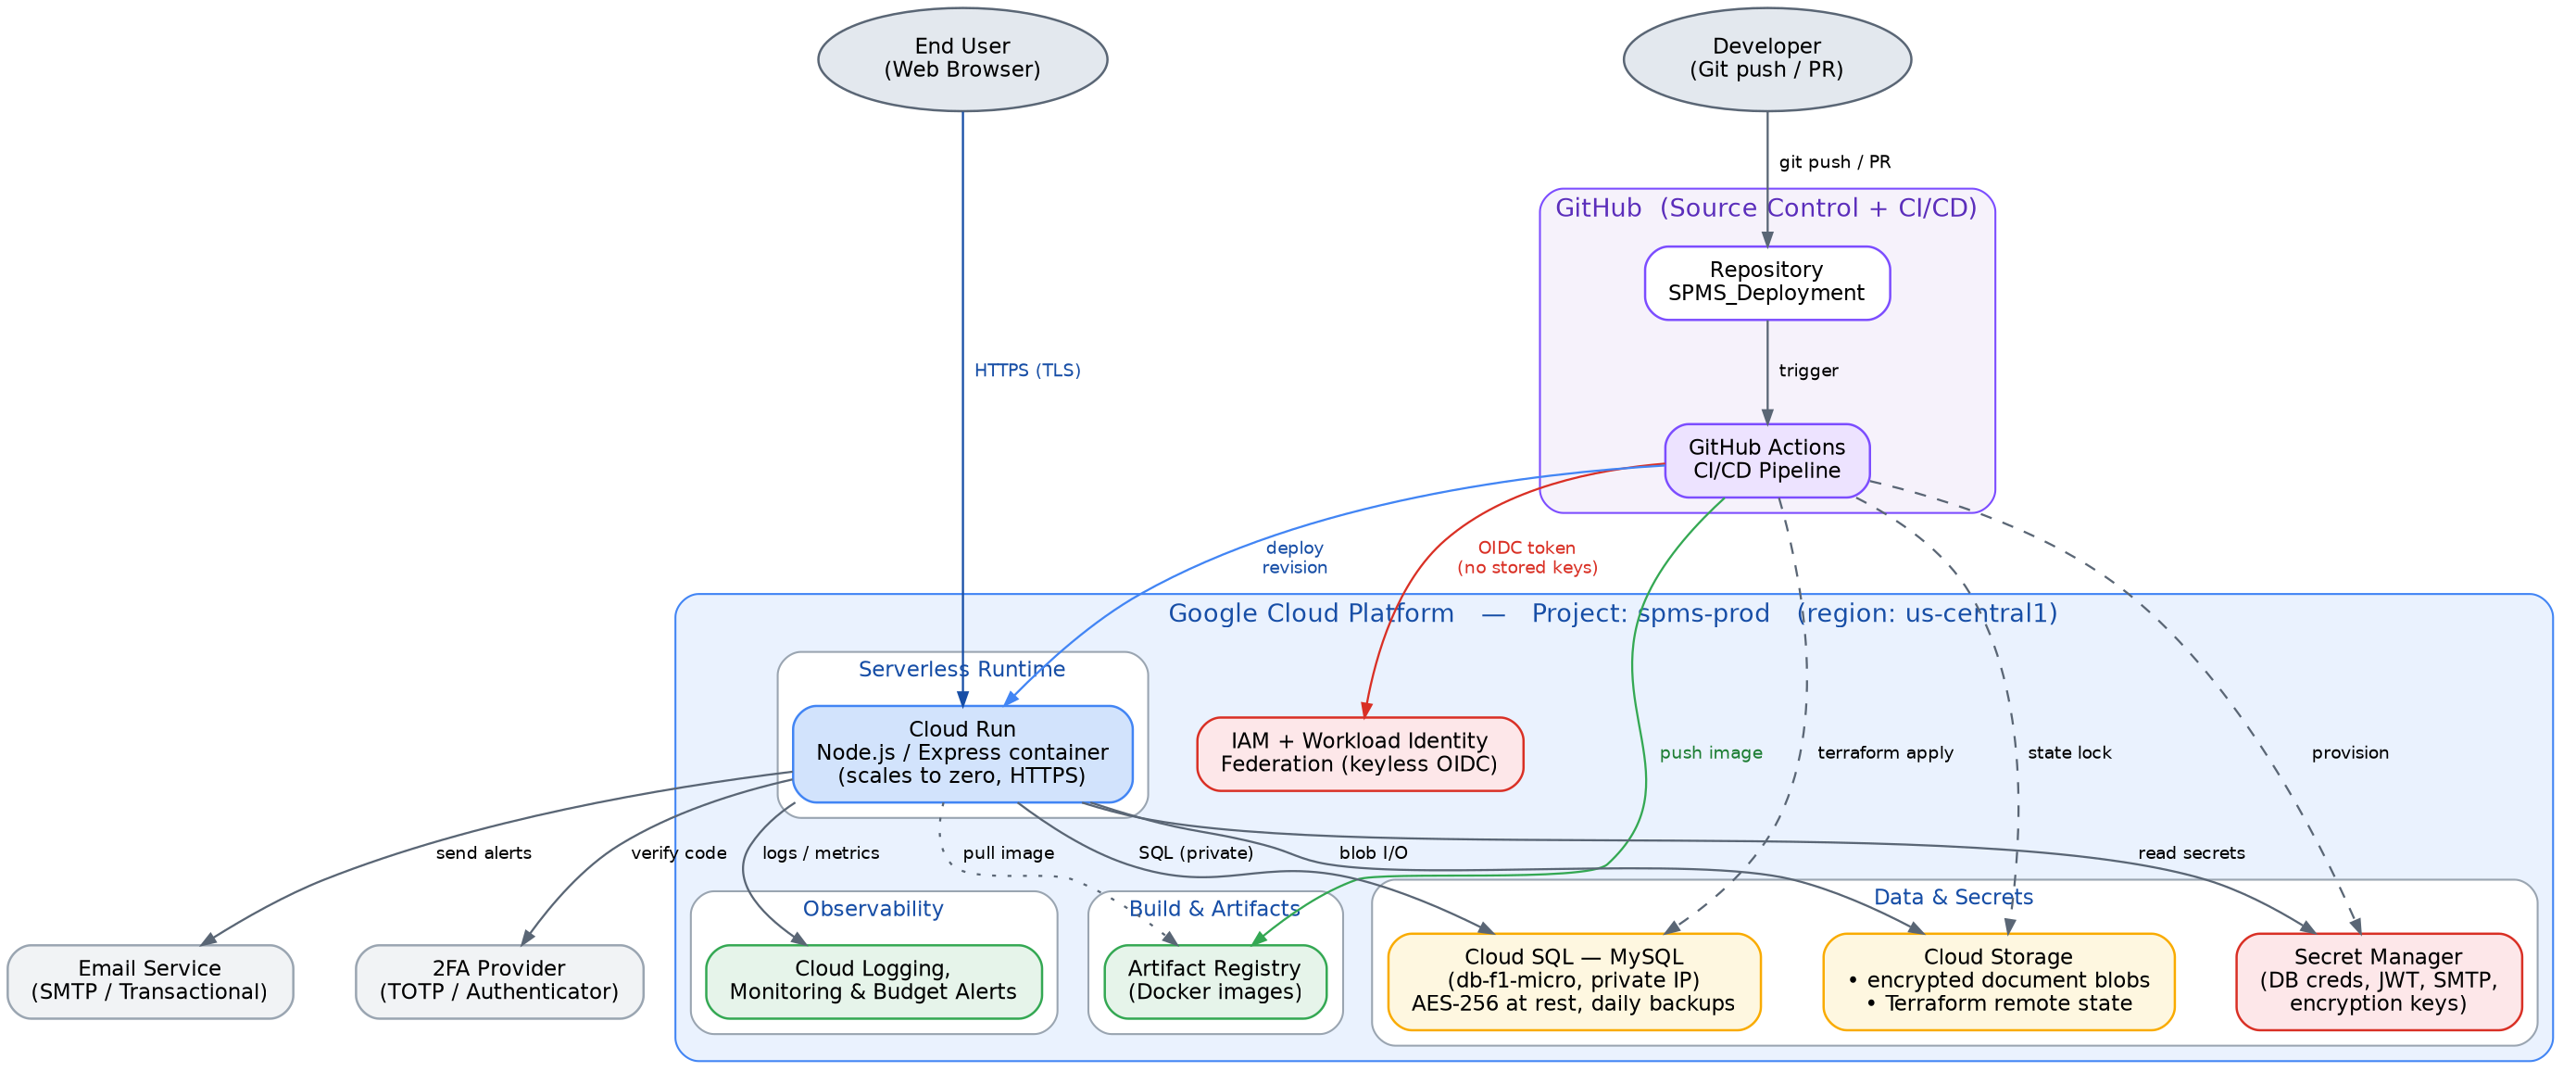 End User
(Web Browser)
Developer
(Git push / PR)
git push / PR
GitHub  (Source Control + CI/CD)
Repository
SPMS_Deployment
HTTPS (TLS)
trigger
GitHub Actions
CI/CD Pipeline
deploy
revision
OIDC token
(no stored keys)
Google Cloud Platform   —   Project: spms-prod   (region: us-central1)
Serverless Runtime
Cloud Run
Node.js / Express container
(scales to zero, HTTPS)
IAM + Workload Identity
Federation (keyless OIDC)
push image
terraform apply
state lock
provision
send alerts
verify code
logs / metrics
pull image
SQL (private)
blob I/O
read secrets
Observability
Build & Artifacts
Data & Secrets
Email Service
(SMTP / Transactional)
2FA Provider
(TOTP / Authenticator)
Cloud Logging,
Monitoring & Budget Alerts
Artifact Registry
(Docker images)
Cloud SQL — MySQL
(db-f1-micro, private IP)
AES-256 at rest, daily backups
Cloud Storage
• encrypted document blobs
• Terraform remote state
Secret Manager
(DB creds, JWT, SMTP,
encryption keys)